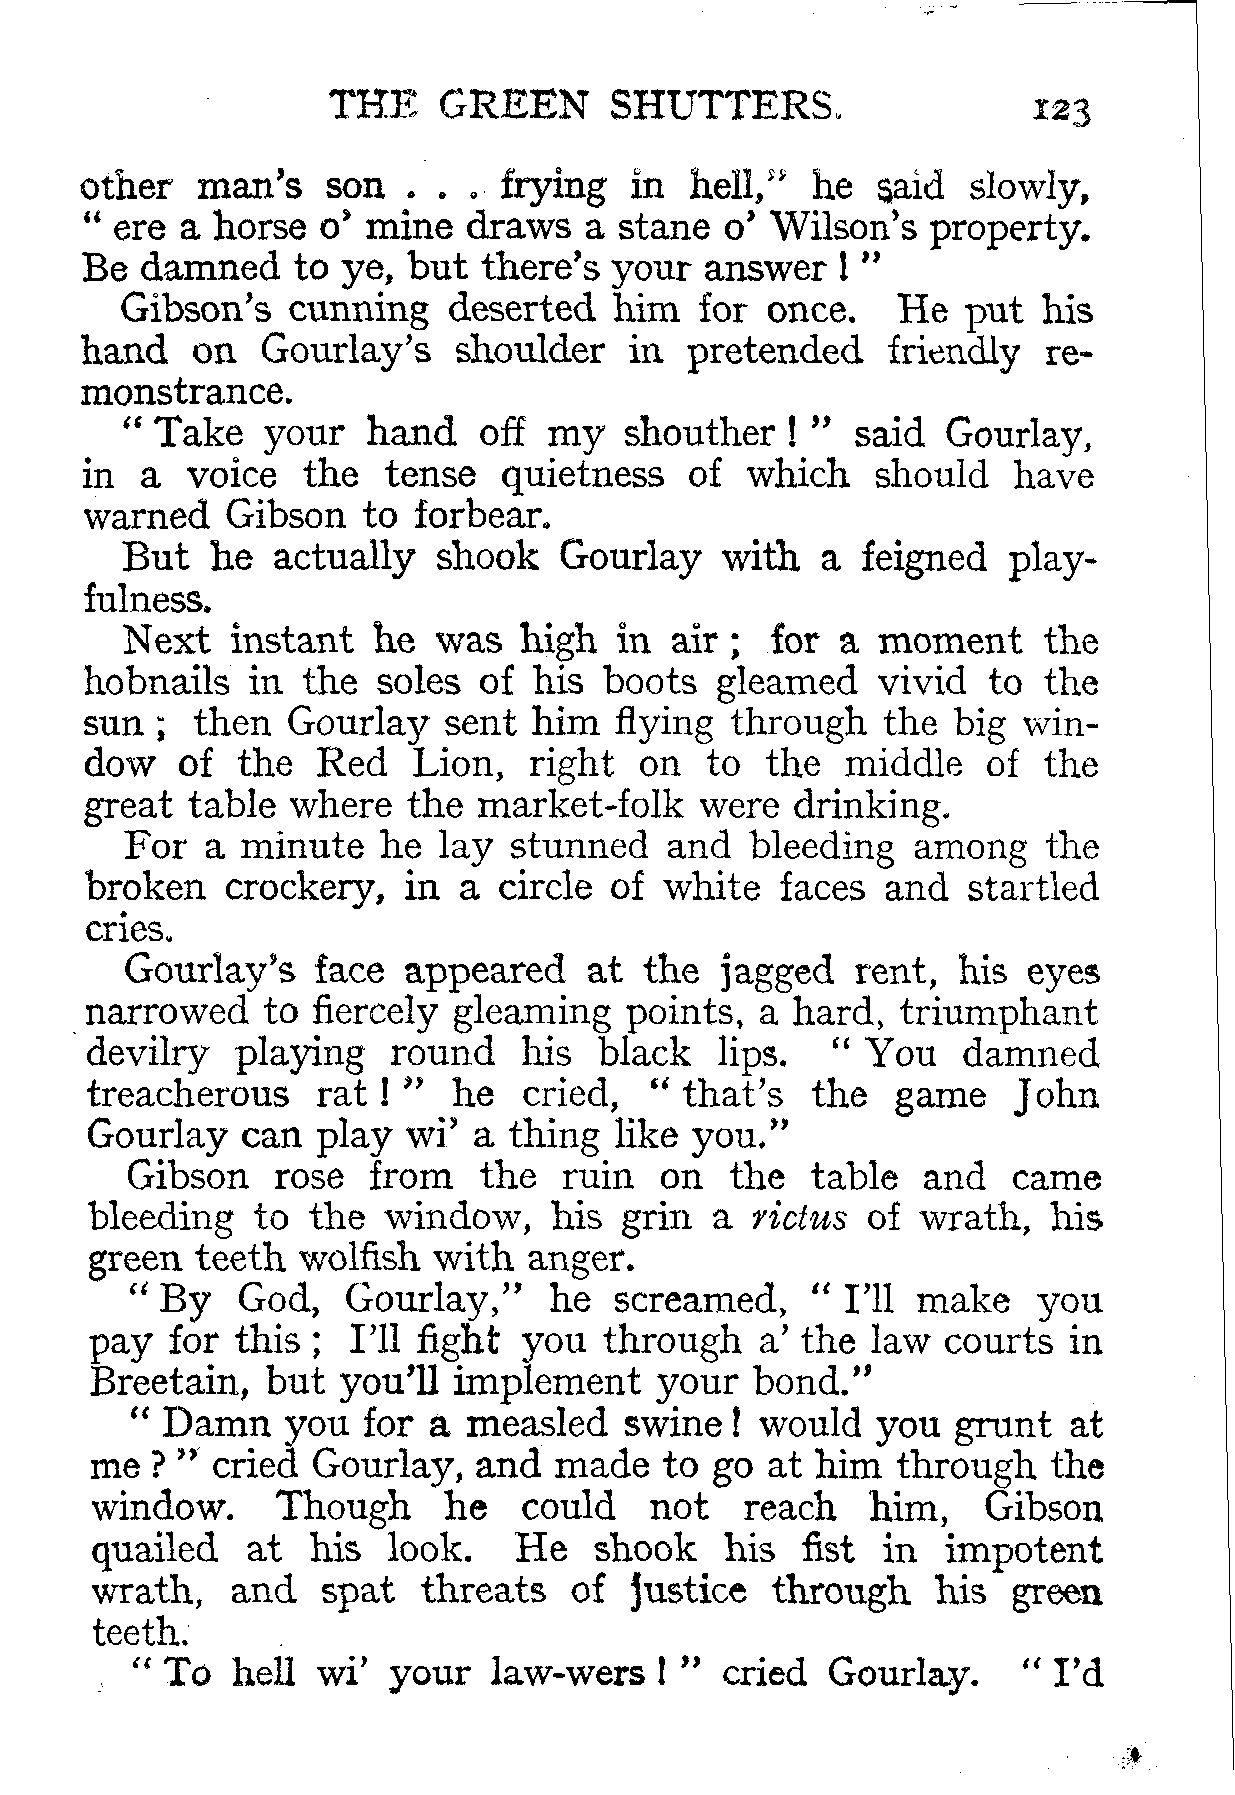 THE GREEN SHUTTERS. 123
other man's son . . . frying in hell," he said slowly,
" ere a horse o' mine draws a stane o' Wilson's property.
Be damned to ye, but there's your answer ! "
Gibson's cunning deserted him for once. He put his
hand on Gourlay's shoulder in pretended friendly re-
monstrance.
" Take your hand off my shouther ! " said Gourlay,
in a voice the tense quietness of which should have
warned Gibson to forbear.
But he actually shook Gourlay with a feigned play-
fulness.
Next instant he was high in air ; for a moment the
hobnails in the soles of his boots gleamed vivid to the
sun ; then Gourlay sent him flying through the big win-
dow of the Red Lion, right on to the middle of the
great table where the market-folk were drinking.
For a minute he lay stunned and bleeding among the
broken crockery, in a circle of white faces and startled
cries.
Gourlay's face appeared at the jagged rent, his eyes
narrowed to fiercely gleaming points, a hard, triumphant
devilry playing round his black lips. " You damned
treacherous rat ! " he cried, " that's the game John
Gourlay can play wi' a thing like you."
Gibson rose from the ruin on the table and came
bleeding to the window, his grin a rictus of wrath, his
green teeth wolfish with anger.
" By God, Gourlay," he screamed, " I'll make you
pay for this ; I'll fight you through a' the law courts in
Breetain, but you'll implement your bond."
" Damn you for a measled swine ! would you grunt at
me ? " cried Gourlay, and made to go at him through the
window. Though he could not reach him, Gibson
quailed at his look. He shook his fist in impotent
wrath, and spat threats of justice through his green
teeth.
" To hell wi' your law-wers ! " cried Gourlay. " I'd